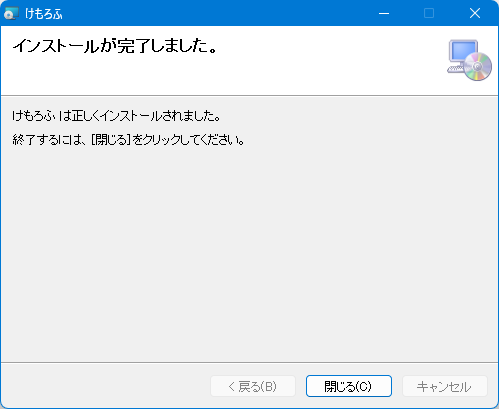 けもろふ
インストールが完了しました。
けもろふ は正しくインストールされました。
終了するには、[閉じる]をクリックしてください。
< 戻る(B)
閉じる(C)
キャンセル